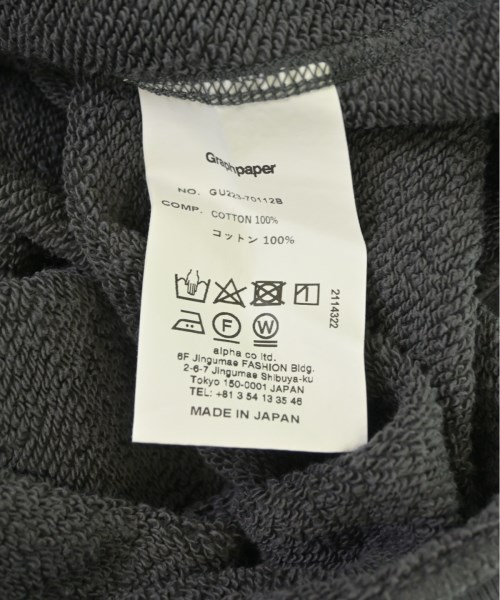 Graphpaper
NO. GU223-70112B
COMP. COTTON 100%
コットン 100%
2114322
F W
alpha co ltd.
6F Jingumae FASHION Bldg.
2-6-7 Jingumae Shibuya-ku
Tokyo 150-0001 JAPAN
TEL: +81 3 54 13 35 46
MADE IN JAPAN